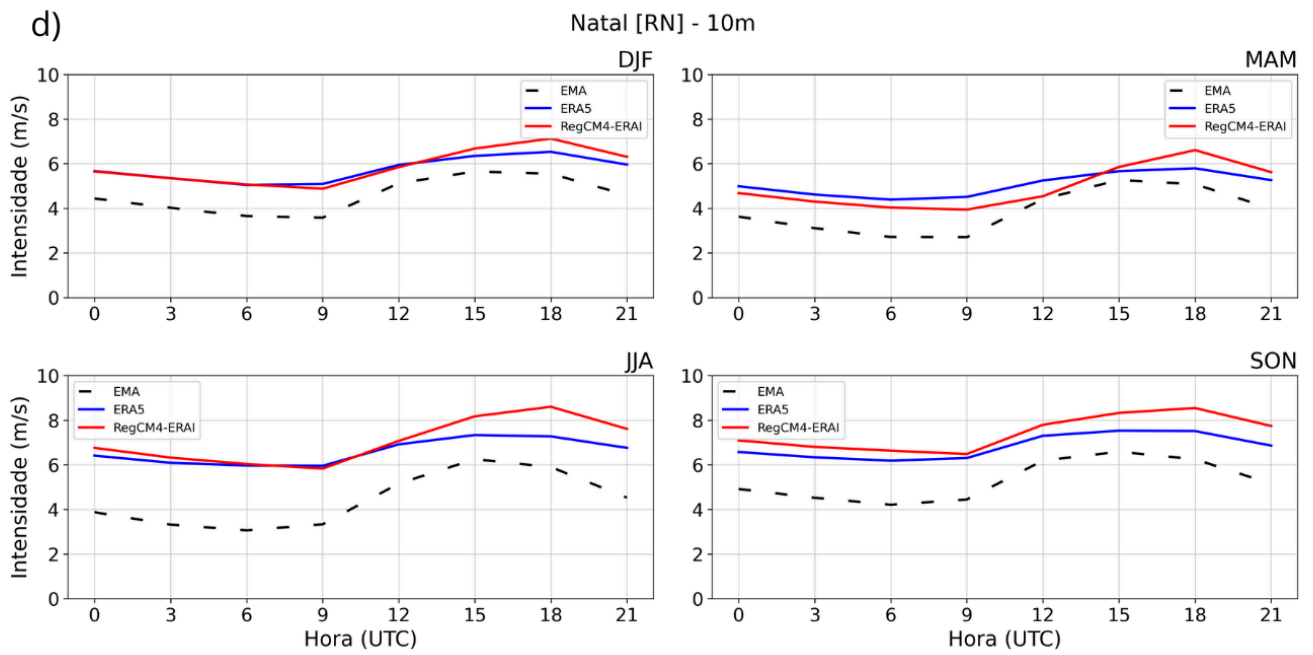 d)
Natal [RN] - 10m
DJF
Intensidade (m/s)
10
8
6
4
2
0
EMA
ERA5
RegCM4-ERAI
0 3 6 9 12 15 18 21
MAM
10
8
6
4
2
0
EMA
ERA5
RegCM4-ERAI
0 3 6 9 12 15 18 21
JJA
Intensidade (m/s)
10
8
6
4
2
0
EMA
ERA5
RegCM4-ERAI
0 3 6 9 12 15 18 21
Hora (UTC)
SON
10
8
6
4
2
0
EMA
ERA5
RegCM4-ERAI
0 3 6 9 12 15 18 21
Hora (UTC)